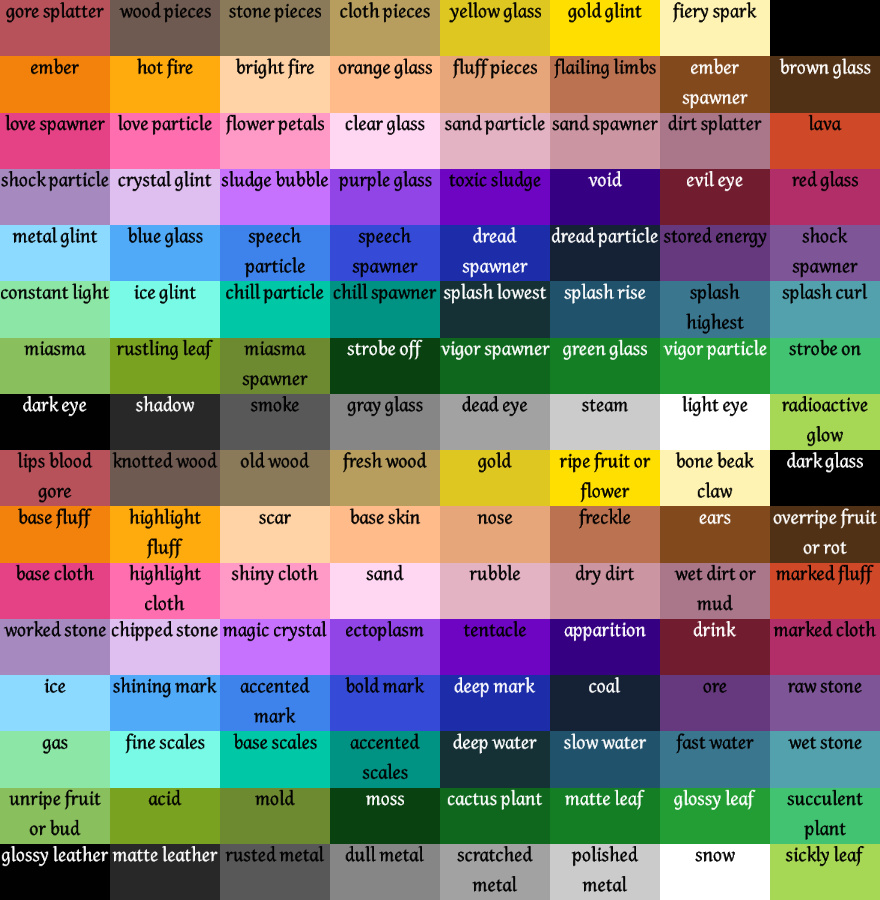 gore splatter wood pieces stone pieces cloth pieces yellow glass gold glint fiery spark
ember hot fire bright fire orange glass fluff pieces flailing limbs ember spawner brown glass
love spawner love particle flower petals clear glass sand particle sand spawner dirt splatter lava
shock particle crystal glint sludge bubble purple glass toxic sludge void evil eye red glass
metal glint blue glass speech particle speech spawner dread spawner dread particle stored energy shock spawner
constant light ice glint chill particle chill spawner splash lowest splash rise splash highest splash curl
miasma rustling leaf miasma spawner strobe off vigor spawner green glass vigor particle strobe on
dark eye shadow smoke gray glass dead eye steam light eye radioactive glow
lips blood gore knotted wood old wood fresh wood gold ripe fruit or flower bone beak claw dark glass
base fluff highlight fluff scar base skin nose freckle ears overripe fruit or rot
base cloth highlight cloth shiny cloth sand rubble dry dirt wet dirt or mud marked fluff
worked stone chipped stone magic crystal ectoplasm tentacle apparition drink marked cloth
ice shining mark accented mark bold mark deep mark coal ore raw stone
gas fine scales base scales accented scales deep water slow water fast water wet stone
unripe fruit or bud acid mold moss cactus plant matte leaf glossy leaf succulent plant
glossy leather matte leather rusted metal dull metal scratched metal polished metal snow sickly leaf